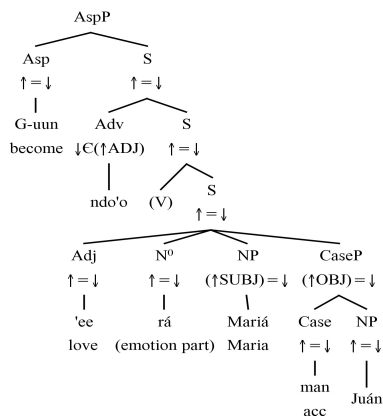 AspP
Asp S
↑=↓ ↑=↓
G-uun Adv S
become ↓Є(↑ADJ) ↑=↓
ndo'o (V) S
↑=↓
Adj N⁰ NP CaseP
↑=↓ ↑=↓ (↑SUBJ)=↓ (↑OBJ)=↓
'ee rá Mariá Case NP
love (emotion part) Maria ↑=↓ ↑=↓
man Juán
acc